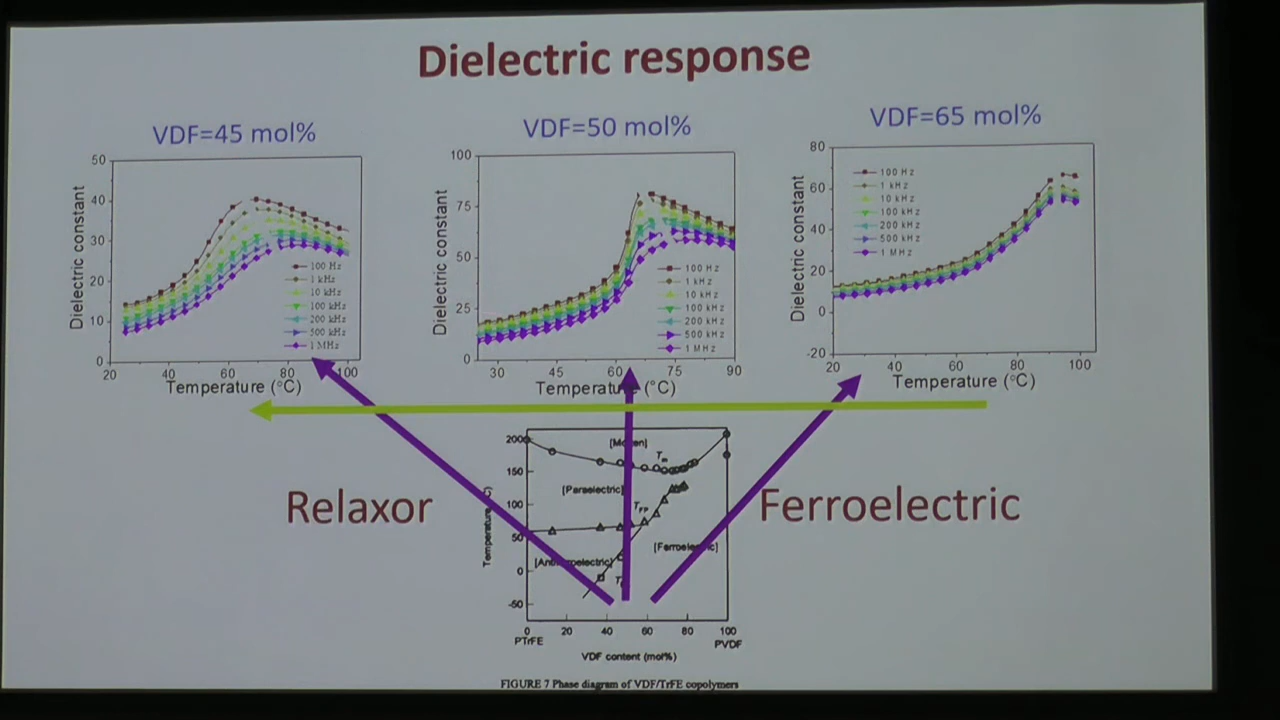 Dielectric response
VDF=45 mol%
VDF=50 mol%
VDF=65 mol%
50
40
30
20
10
0
Dielectric constant
20
40
100
Temperature (°C)
100 Hz
1 kHz
10 kHz
100 kHz
200 kHz
500 kHz
1 MHz
100
75
50
25
0
Dielectric constant
30
45
60
75
90
100 Hz
1 kHz
10 kHz
100 kHz
200 kHz
500 kHz
1 MHz
80
60
40
20
0
-20
Dielectric constant
20
40
60
80
100
Temperature (°C)
100 Hz
1 kHz
10 kHz
100 kHz
200 kHz
500 kHz
1 MHz
Relaxor
Ferroelectric
200
150
100
50
0
-50
[Paraelectric]
0
20
40
60
80
100
PTrFE
PVDF
VDF content (mol%)
FIGURE 7 Phase diagram of VDF/TrFE copolymers